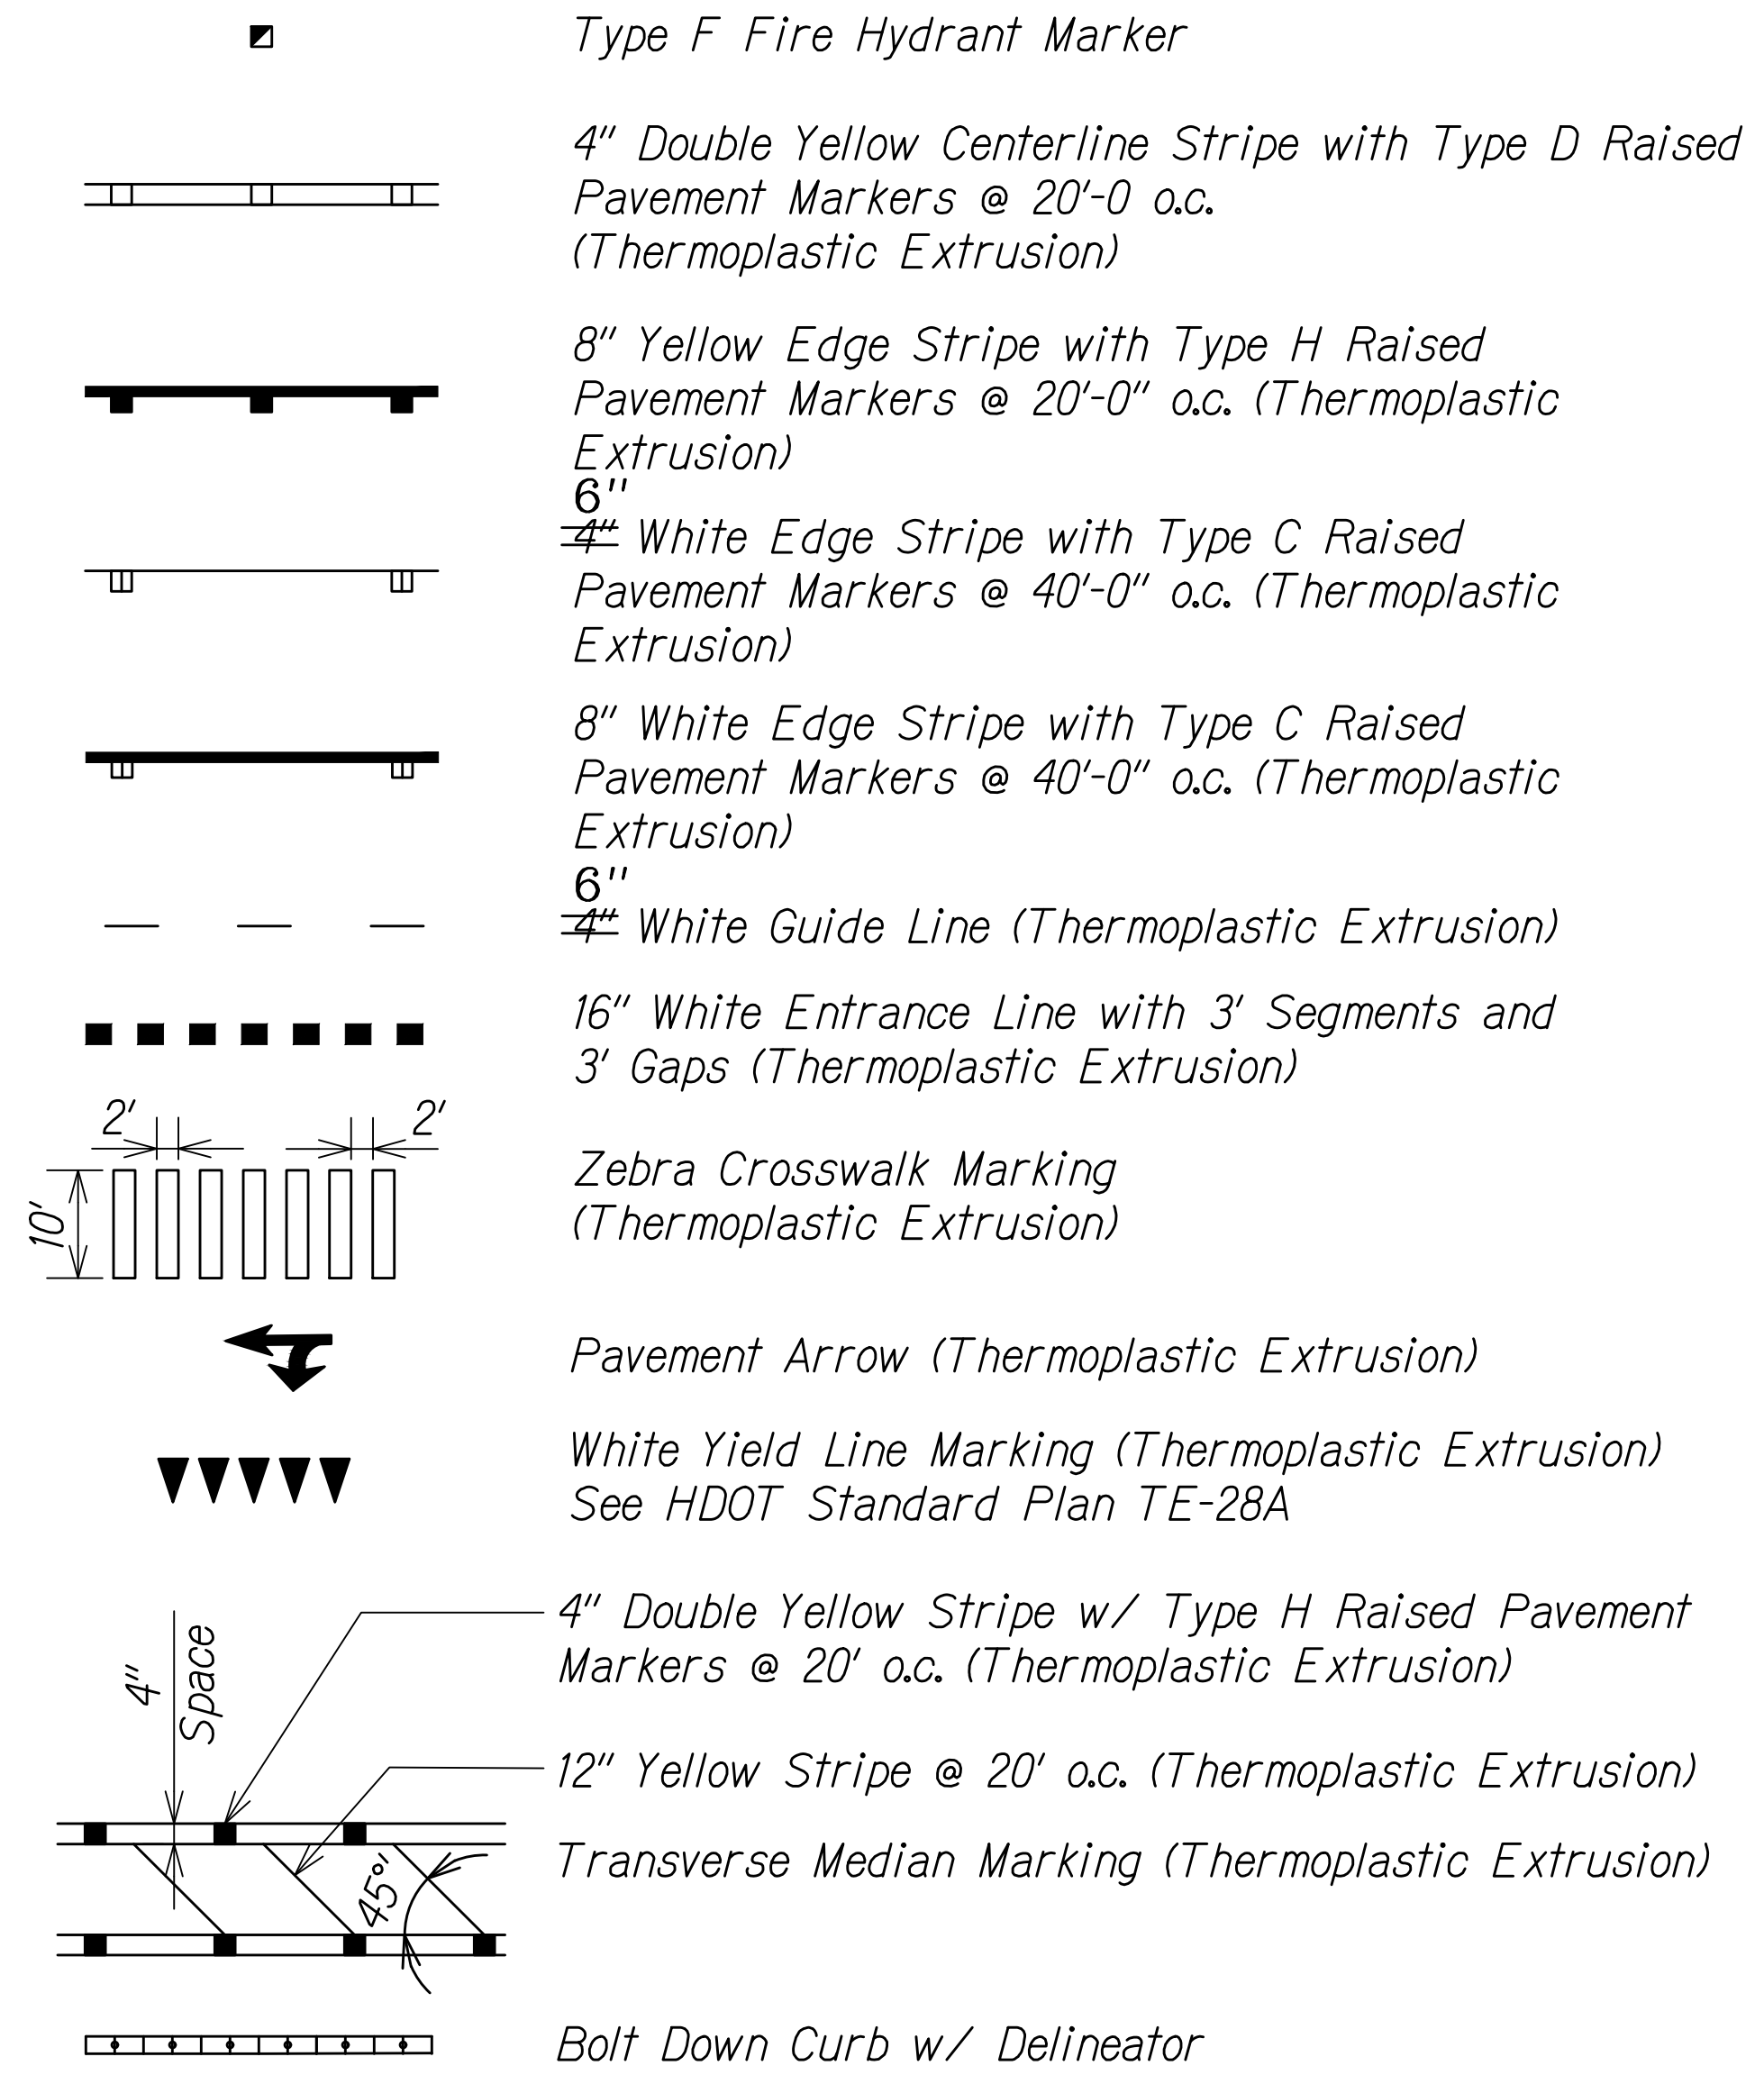 Type F Fire Hydrant Marker
4" Double Yellow Centerline Stripe with Type D Raised
Pavement Markers @ 20'-0 o.c.
(Thermoplastic Extrusion)
8" Yellow Edge Stripe with Type H Raised
Pavement Markers @ 20'-0" o.c. (Thermoplastic
Extrusion)
6"
4" White Edge Stripe with Type C Raised
Pavement Markers @ 40'-0" o.c. (Thermoplastic
Extrusion)
8" White Edge Stripe with Type C Raised
Pavement Markers @ 40'-0" o.c. (Thermoplastic
Extrusion)
6"
4" White Guide Line (Thermoplastic Extrusion)
16" White Entrance Line with 3' Segments and
3' Gaps (Thermoplastic Extrusion)
2'
2'
10'
Zebra Crosswalk Marking
(Thermoplastic Extrusion)
Pavement Arrow (Thermoplastic Extrusion)
White Yield Line Marking (Thermoplastic Extrusion)
See HDOT Standard Plan TE-28A
4" Double Yellow Stripe w/ Type H Raised Pavement
Markers @ 20' o.c. (Thermoplastic Extrusion)
4"
Space
12" Yellow Stripe @ 20' o.c. (Thermoplastic Extrusion)
Transverse Median Marking (Thermoplastic Extrusion)
45°'
Bolt Down Curb w/ Delineator